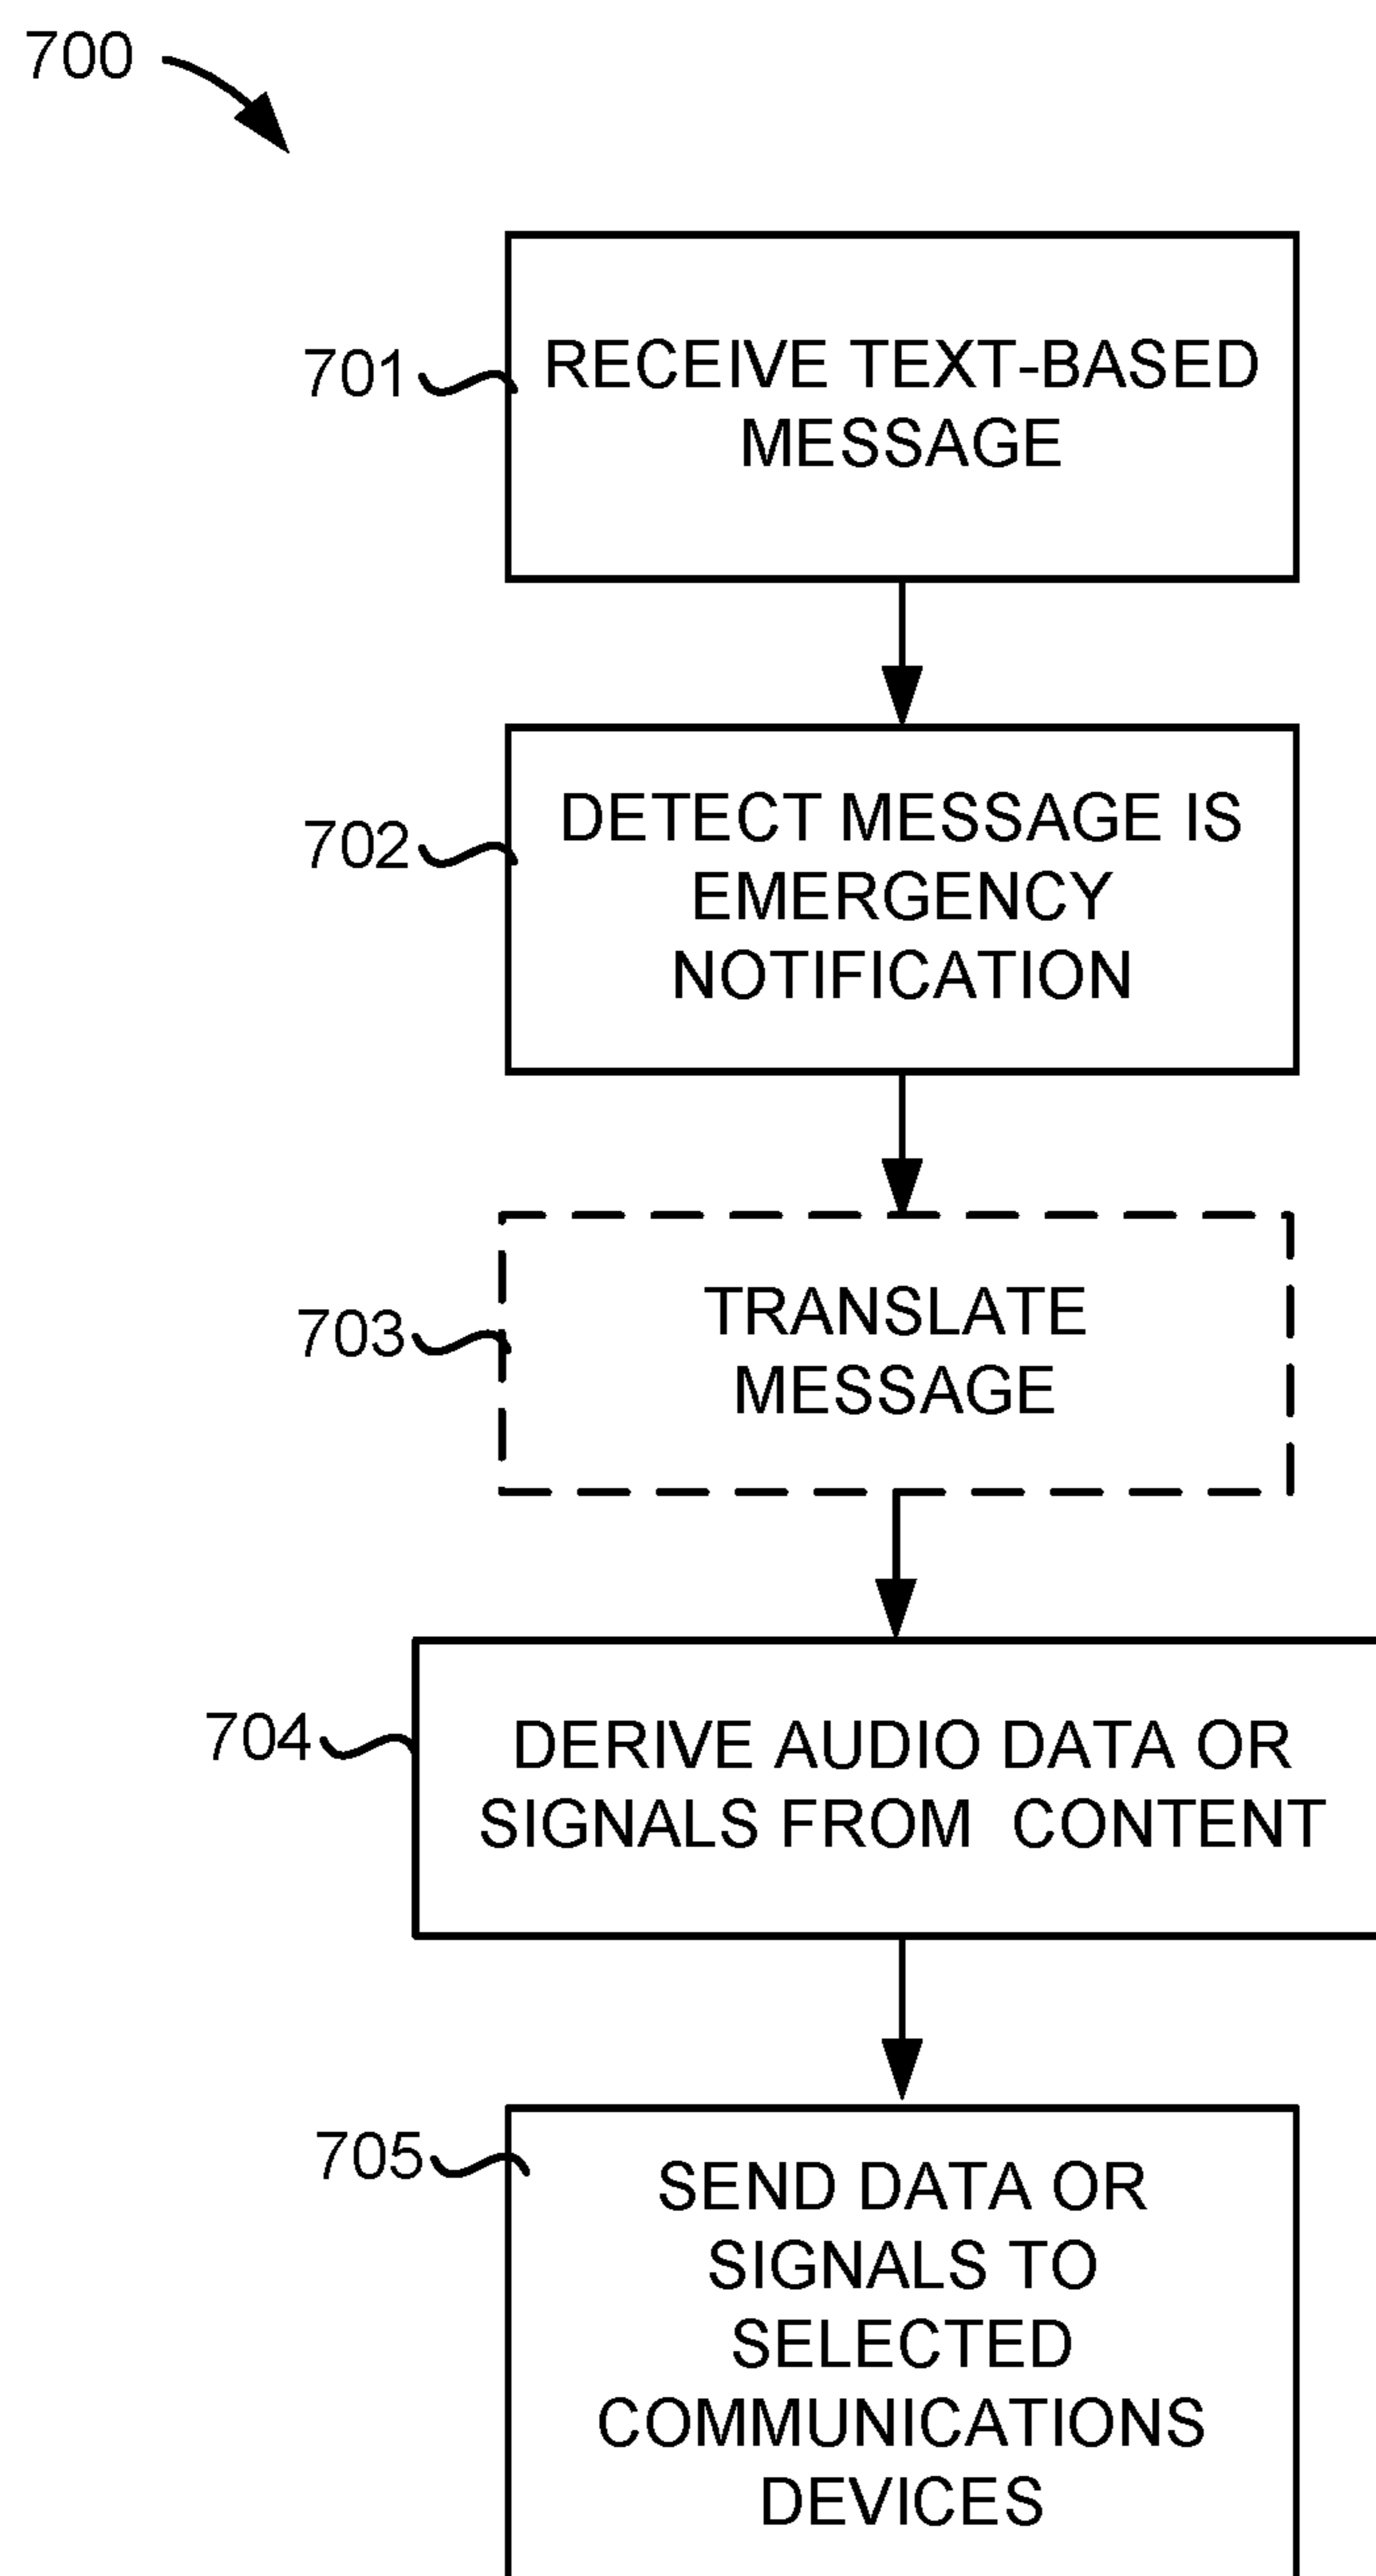 700
701
RECEIVE TEXT-BASED
MESSAGE
702
DETECT MESSAGE IS
EMERGENCY
NOTIFICATION
703
TRANSLATE
MESSAGE
704
DERIVE AUDIO DATA OR
SIGNALS FROM CONTENT
705
SEND DATA OR
SIGNALS TO
SELECTED
COMMUNICATIONS
DEVICES